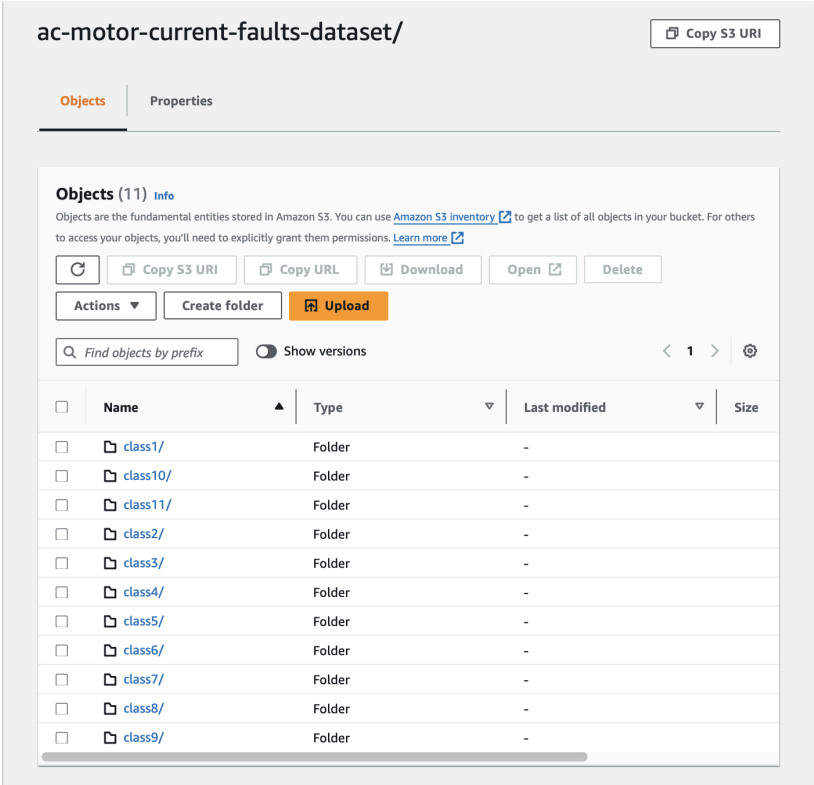 ac-motor-current-faults-dataset/
Copy S3 URI
Objects
Properties
Objects (11) Info
Objects are the fundamental entities stored in Amazon S3. You can use Amazon S3 inventory to get a list of all objects in your bucket. For others
to access your objects, you'll need to explicitly grant them permissions. Learn more
Copy S3 URI Copy URL Download Open Delete
Actions Create folder Upload
Find objects by prefix Show versions 1
Name Type Last modified Size
class1/ Folder -
class10/ Folder -
class11/ Folder -
class2/ Folder -
class3/ Folder -
class4/ Folder -
class5/ Folder -
class6/ Folder -
class7/ Folder -
class8/ Folder -
class9/ Folder -